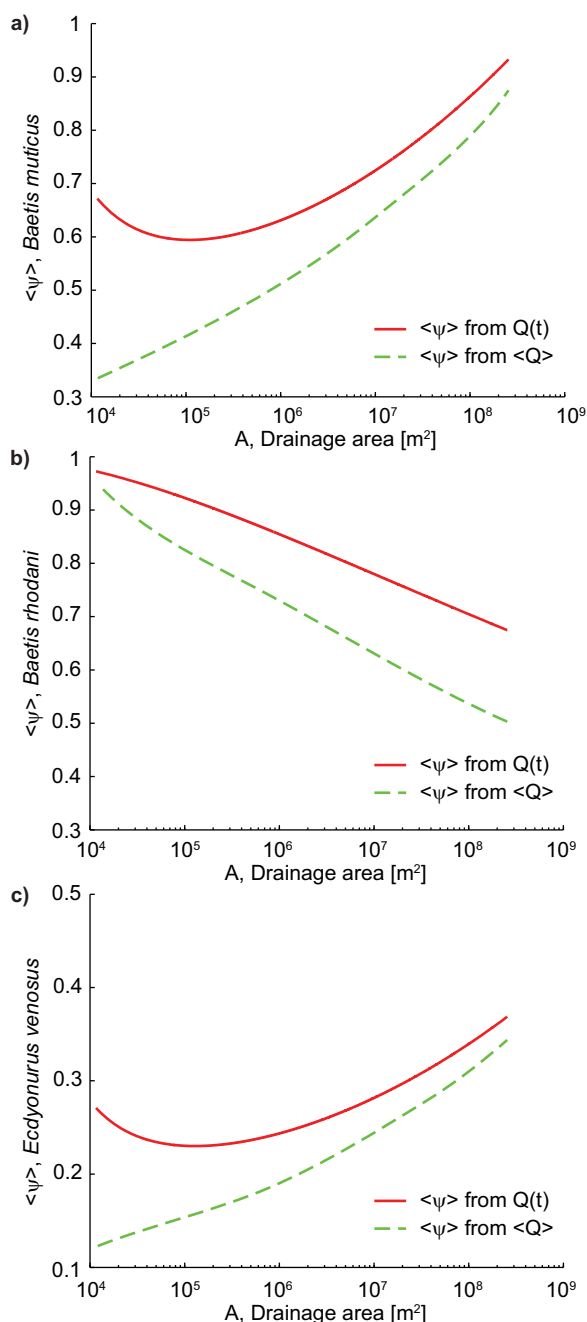 a)
1
0.9
0.8
0.7
0.6
0.5
0.4
0.3
<ψ>, Baetis muticus
<ψ> from Q(t)
<ψ> from <Q>
10⁴ 10⁵ 10⁶ 10⁷ 10⁸ 10⁹
A, Drainage area [m²]
b)
1
0.9
0.8
0.7
0.6
0.5
0.4
0.3
<ψ>, Baetis rhodani
<ψ> from Q(t)
<ψ> from <Q>
10⁴ 10⁵ 10⁶ 10⁷ 10⁸ 10⁹
A, Drainage area [m²]
c)
0.5
0.4
0.3
0.2
0.1
<ψ>, Ecdyonurus venosus
<ψ> from Q(t)
<ψ> from <Q>
10⁴ 10⁵ 10⁶ 10⁷ 10⁸ 10⁹
A, Drainage area [m²]